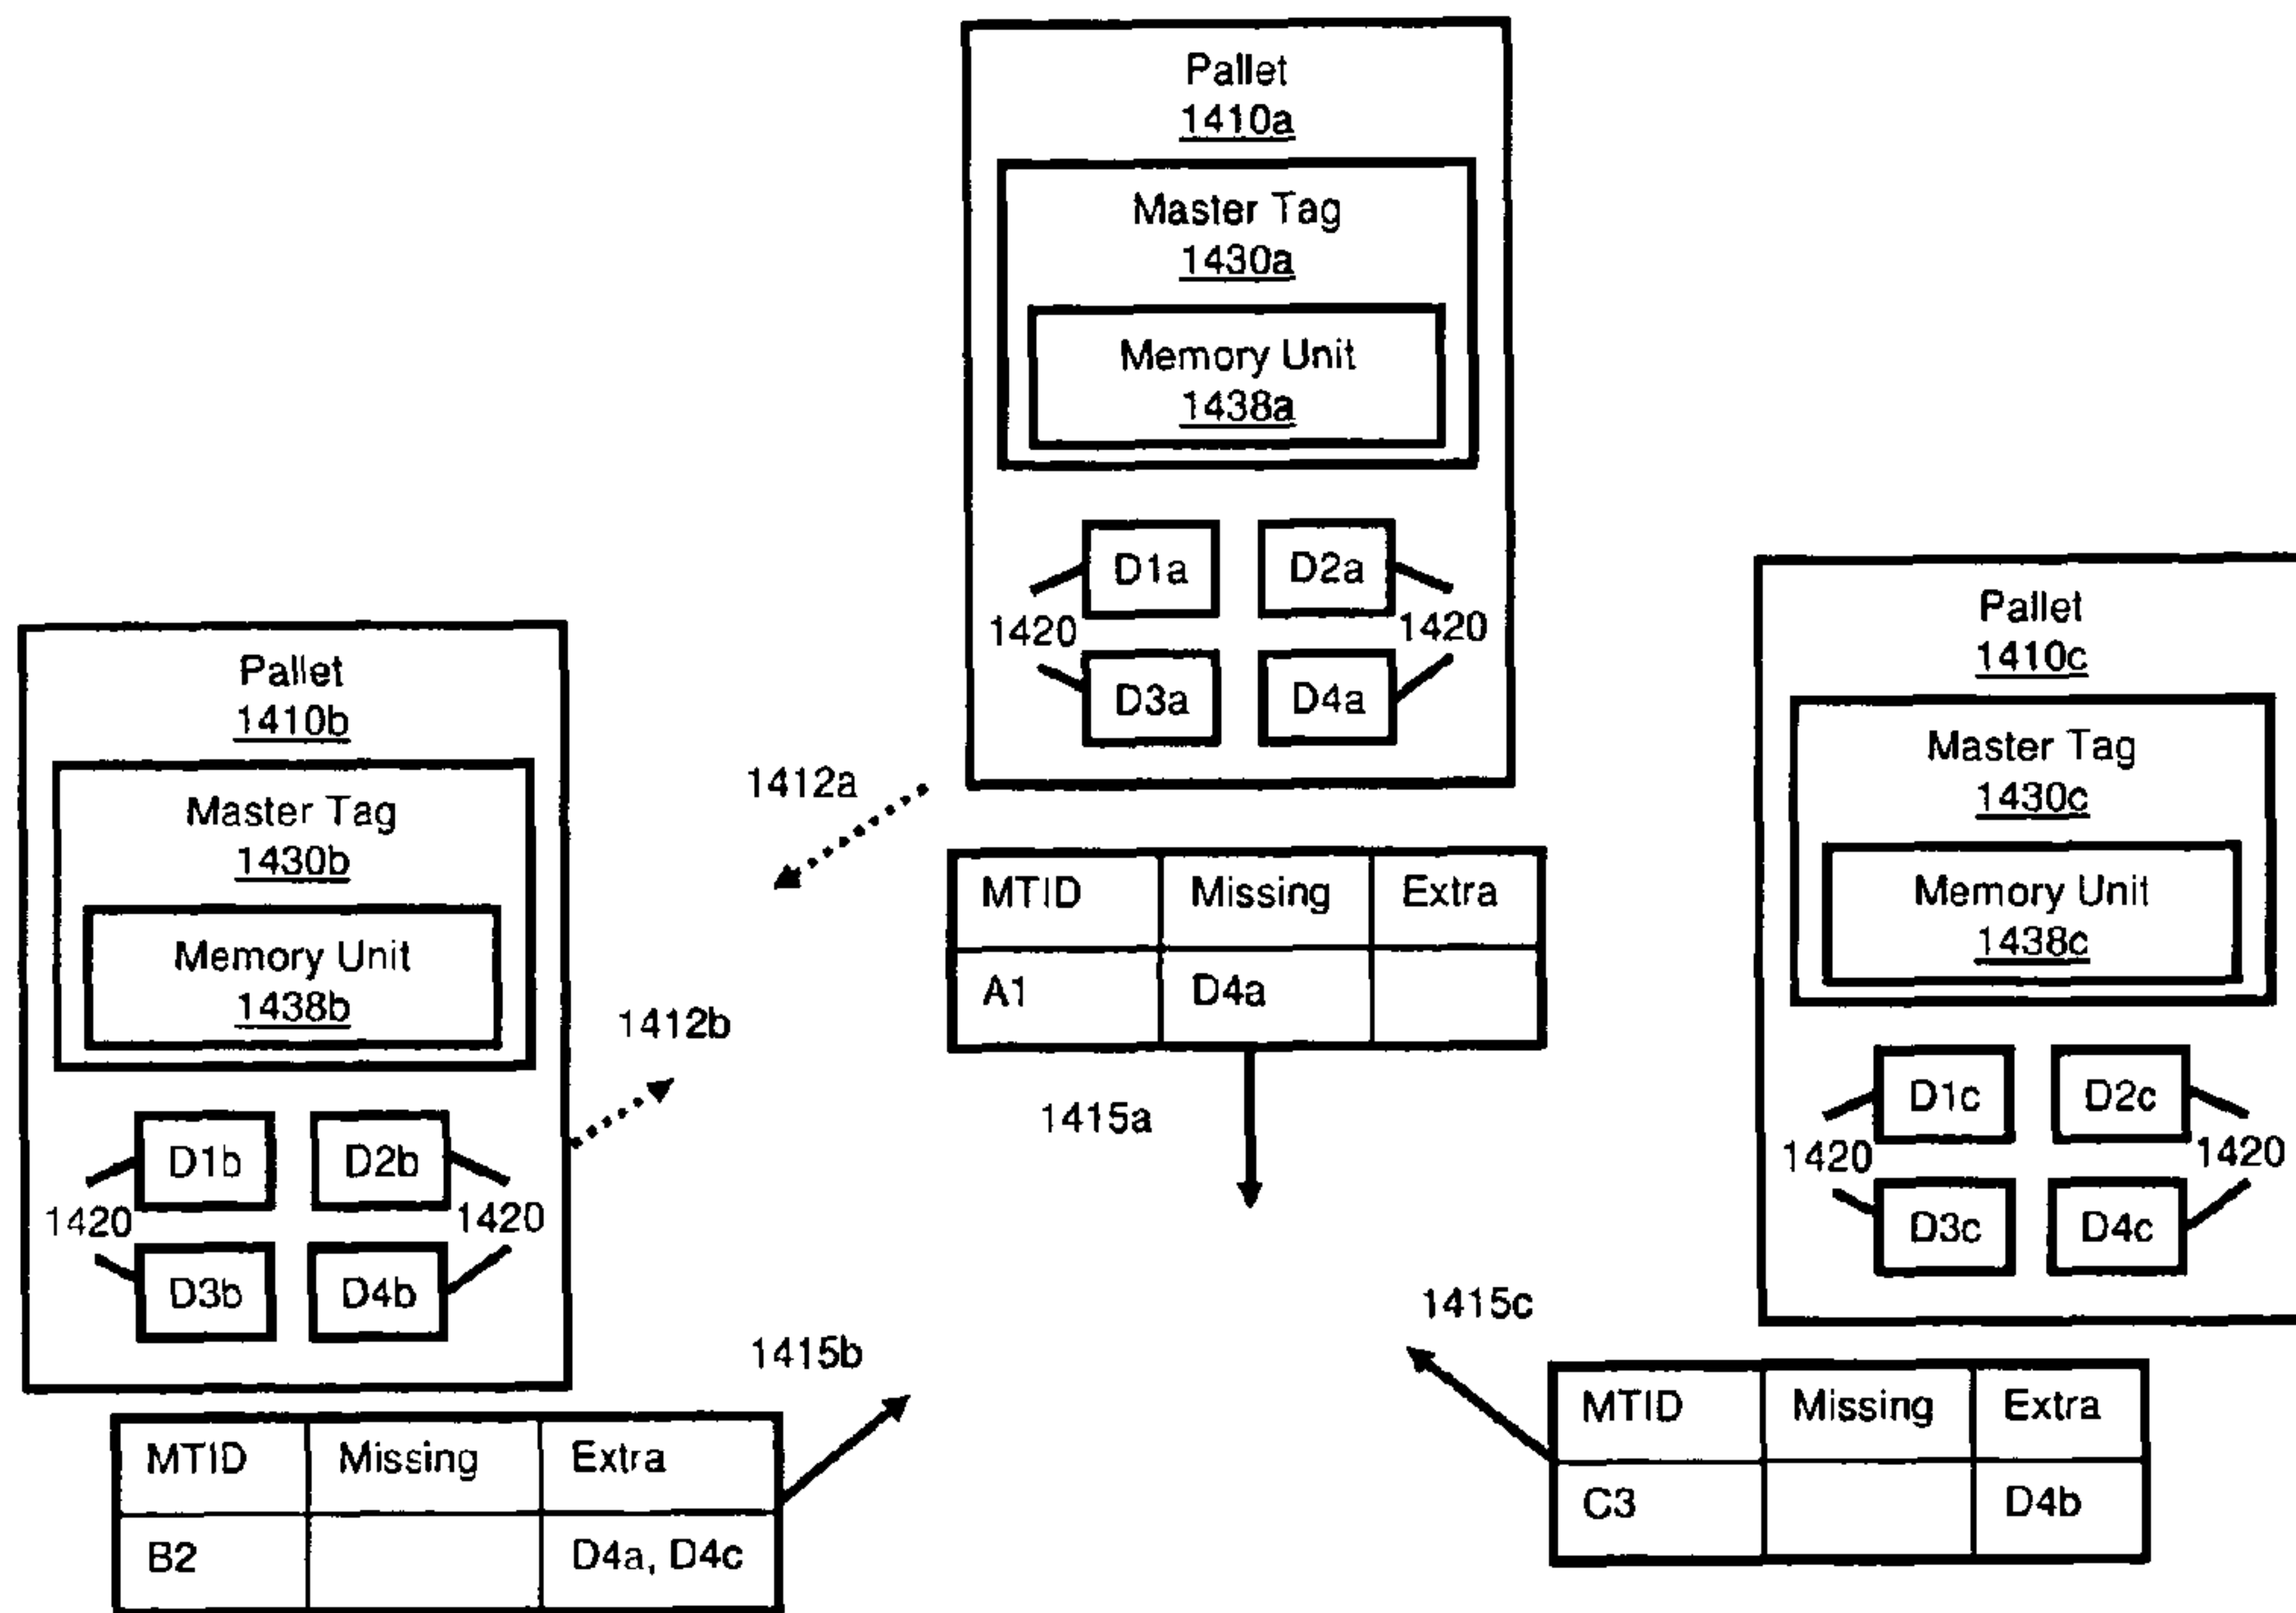 Pallet
1410a
Master Tag
1430a
Memory Unit
1438a
D1a D2a
1420 1420
D3a D4a
Pallet
1410b
Master Tag
1430b
Memory Unit
1438b
D1b D2b
1420 1420
D3b D4b
1412a
1412b
MTID Missing Extra
A1 D4a
1415a
Pallet
1410c
Master Tag
1430c
Memory Unit
1438c
D1c D2c
1420 1420
D3c D4c
1415b
MTID Missing Extra
B2 D4a, D4c
1415c
MTID Missing Extra
C3 D4b